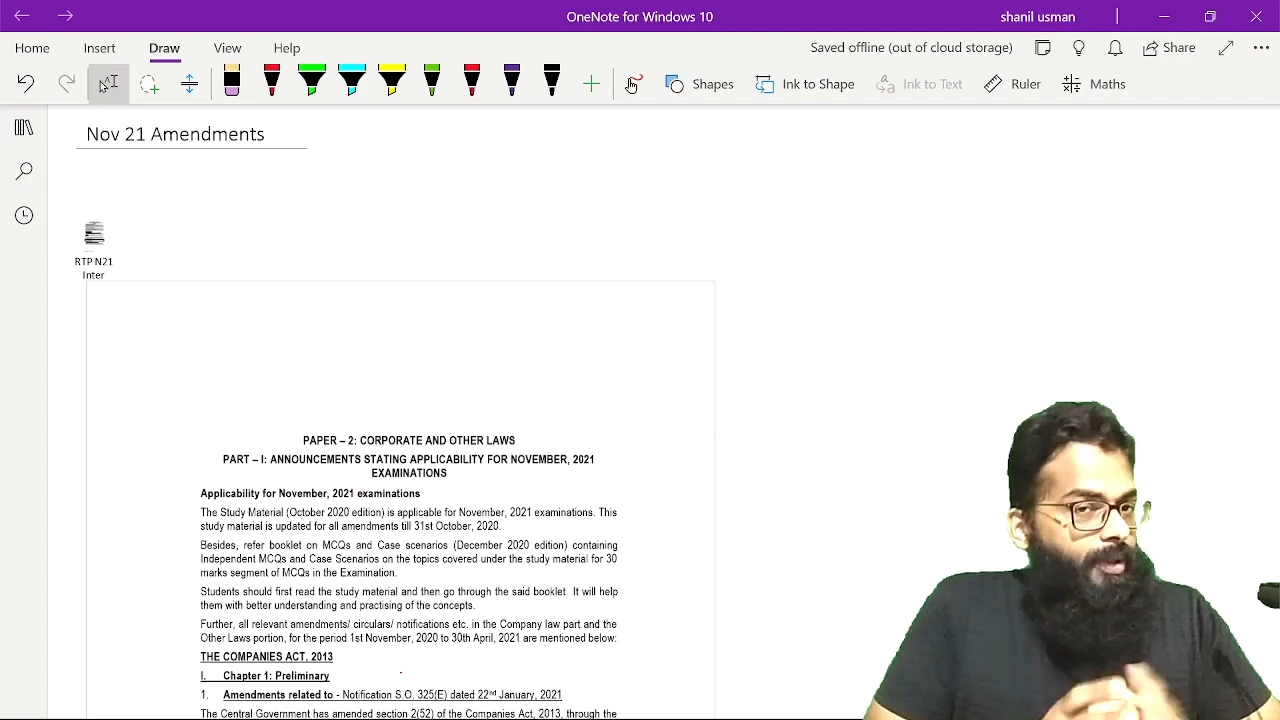 OneNote for Windows 10
shanil usman
Home Insert Draw View Help
Saved offline (out of cloud storage)
Share
Shapes
Ink to Shape
Ink to Text
Ruler
Maths
Nov 21 Amendments
RTP N21
Inter
PAPER – 2: CORPORATE AND OTHER LAWS
PART – I: ANNOUNCEMENTS STATING APPLICABILITY FOR NOVEMBER, 2021
EXAMINATIONS
Applicability for November, 2021 examinations
The Study Material (October 2020 edition) is applicable for November, 2021 examinations. This
study material is updated for all amendments till 31st October, 2020.
Besides, refer booklet on MCQs and Case scenarios (December 2020 edition) containing
Independent MCQs and Case Scenarios on the topics covered under the study material for 30
marks segment of MCQs in the Examination.
Students should first read the study material and then go through the said booklet. It will help
them with better understanding and practising of the concepts.
Further, all relevant amendments/ circulars/ notifications etc. in the Company law part and the
Other Laws portion, for the period 1st November, 2020 to 30th April, 2021 are mentioned below:
THE COMPANIES ACT, 2013
I. Chapter 1: Preliminary
1. Amendments related to - Notification S.O. 325(E) dated 22nd January, 2021
The Central Government has amended section 2(52) of the Companies Act, 2013, through the